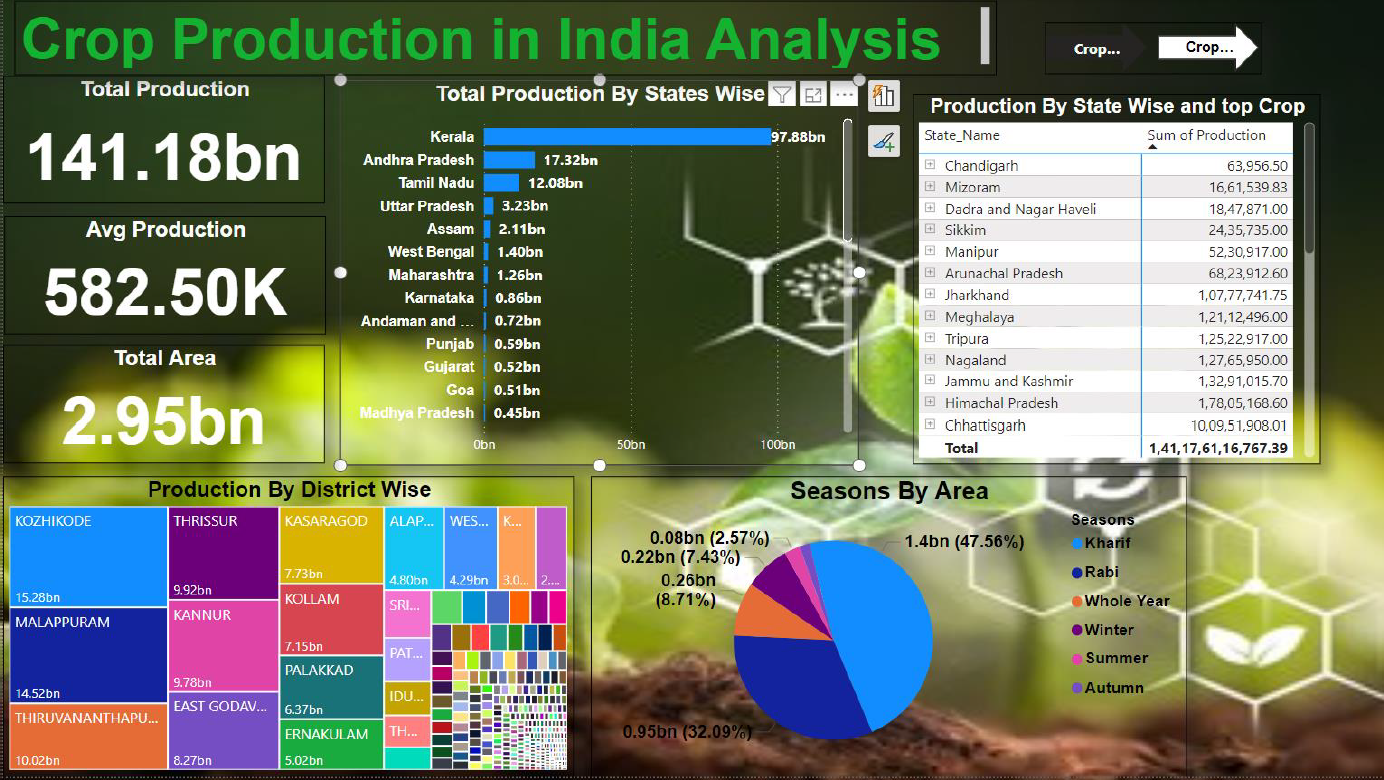 Crop Production in India Analysis
Crop...
Crop...
Total Production
141.18bn
Avg Production
582.50K
Total Area
2.95bn
Total Production By States Wise
Kerala 97.88bn
Andhra Pradesh 17.32bn
Tamil Nadu 12.08bn
Uttar Pradesh 3.23bn
Assam 2.11bn
West Bengal 1.40bn
Maharashtra 1.26bn
Karnataka 0.86bn
Andaman and ... 0.72bn
Punjab 0.59bn
Gujarat 0.52bn
Goa 0.51bn
Madhya Pradesh 0.45bn
0bn 50bn 100bn
Production By State Wise and top Crop
State_Name Sum of Production
Chandigarh 63,956.50
Mizoram 16,61,539.83
Dadra and Nagar Haveli 18,47,871.00
Sikkim 24,35,735.00
Manipur 52,30,917.00
Arunachal Pradesh 68,23,912.60
Jharkhand 1,07,77,741.75
Meghalaya 1,21,12,496.00
Tripura 1,25,22,917.00
Nagaland 1,27,65,950.00
Jammu and Kashmir 1,32,91,015.70
Himachal Pradesh 1,78,05,168.60
Chhattisgarh 10,09,51,908.01
Total 1,41,17,61,16,767.39
Production By District Wise
KOZHIKODE
15.28bn
MALAPPURAM
14.52bn
THIRUVANANTHAPU...
10.02bn
THRISSUR
9.92bn
KANNUR
9.78bn
EAST GODAV...
8.27bn
KASARAGOD
7.73bn
KOLLAM
7.15bn
PALAKKAD
6.37bn
ERNAKULAM
5.02bn
ALAP...
4.80bn
WES...
4.29bn
K...
3.0...
2....
SRI...
PAT...
IDU...
TH...
Seasons By Area
0.08bn (2.57%)
0.22bn (7.43%)
0.26bn
(8.71%)
0.95bn (32.09%)
1.4bn (47.56%)
Seasons
Kharif
Rabi
Whole Year
Winter
Summer
Autumn